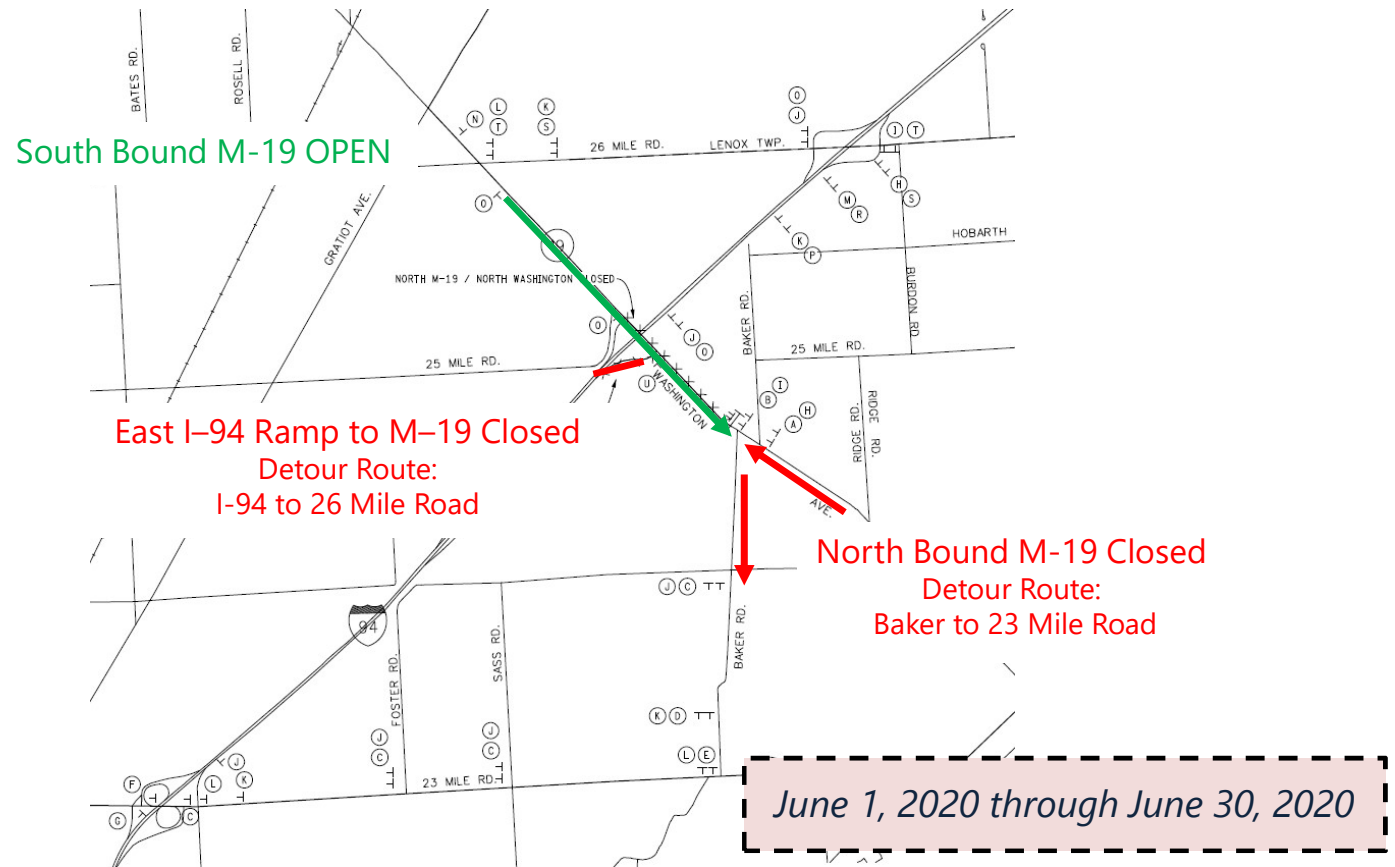 BATES RD.
ROSELL RD.
N
L
T
K
S
O
J
I T
26 MILE RD.
LENOX TWP.
South Bound M-19 OPEN
O
H
S
M
R
GRATIOT AVE.
K
P
HOBARTH
19
NORTH M-19 / NORTH WASHINGTON CLOSED
BURDON RD
BAKER RD.
O
J
O
25 MILE RD.
25 MILE RD.
U
WASHINGTON
I
B
H
A
RIDGE RD.
RIDGE RD.
East I–94 Ramp to M–19 Closed
Detour Route:
I-94 to 26 Mile Road
AVE.
North Bound M-19 Closed
Detour Route:
Baker to 23 Mile Road
J C
94
BAKER RD.
SASS RD.
FOSTER RD.
K D
J
C
J
C
L E
J
F
L
K
23 MILE RD.
G
C
June 1, 2020 through June 30, 2020